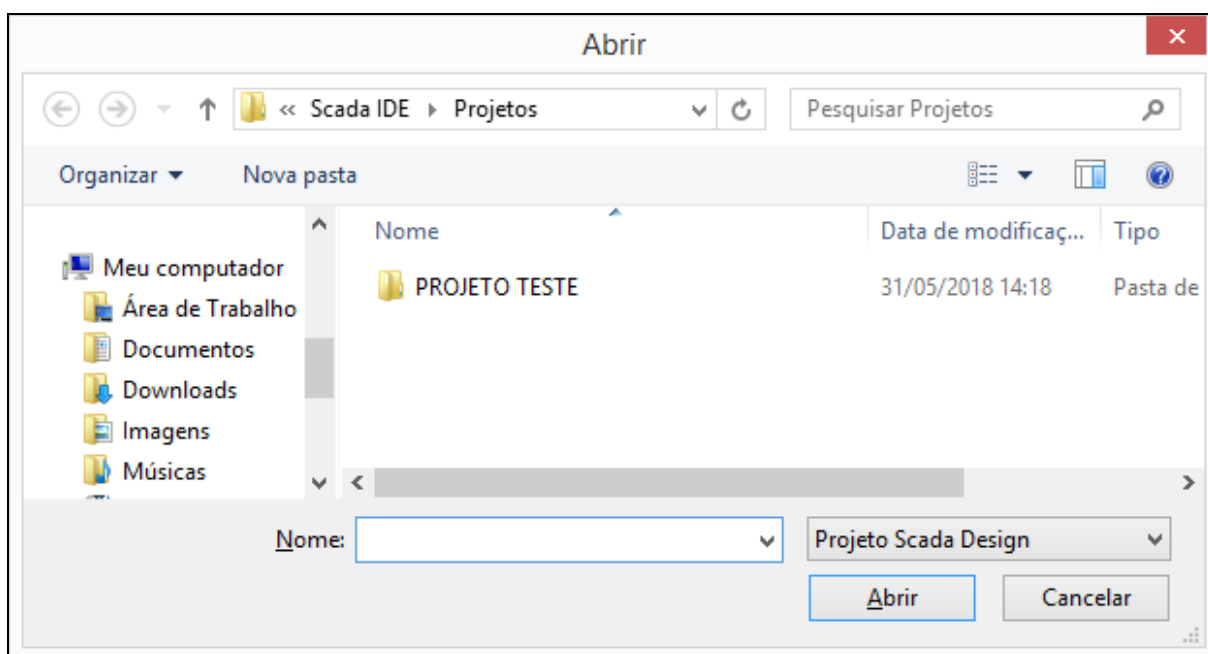 Abrir
« Scada IDE Projetos
Pesquisar Projetos
Organizar Nova pasta
Nome Data de modificaç... Tipo
Meu computador
PROJETO TESTE 31/05/2018 14:18 Pasta de
Área de Trabalho
Documentos
Downloads
Imagens
Músicas
Nome:
Projeto Scada Design
Abrir Cancelar